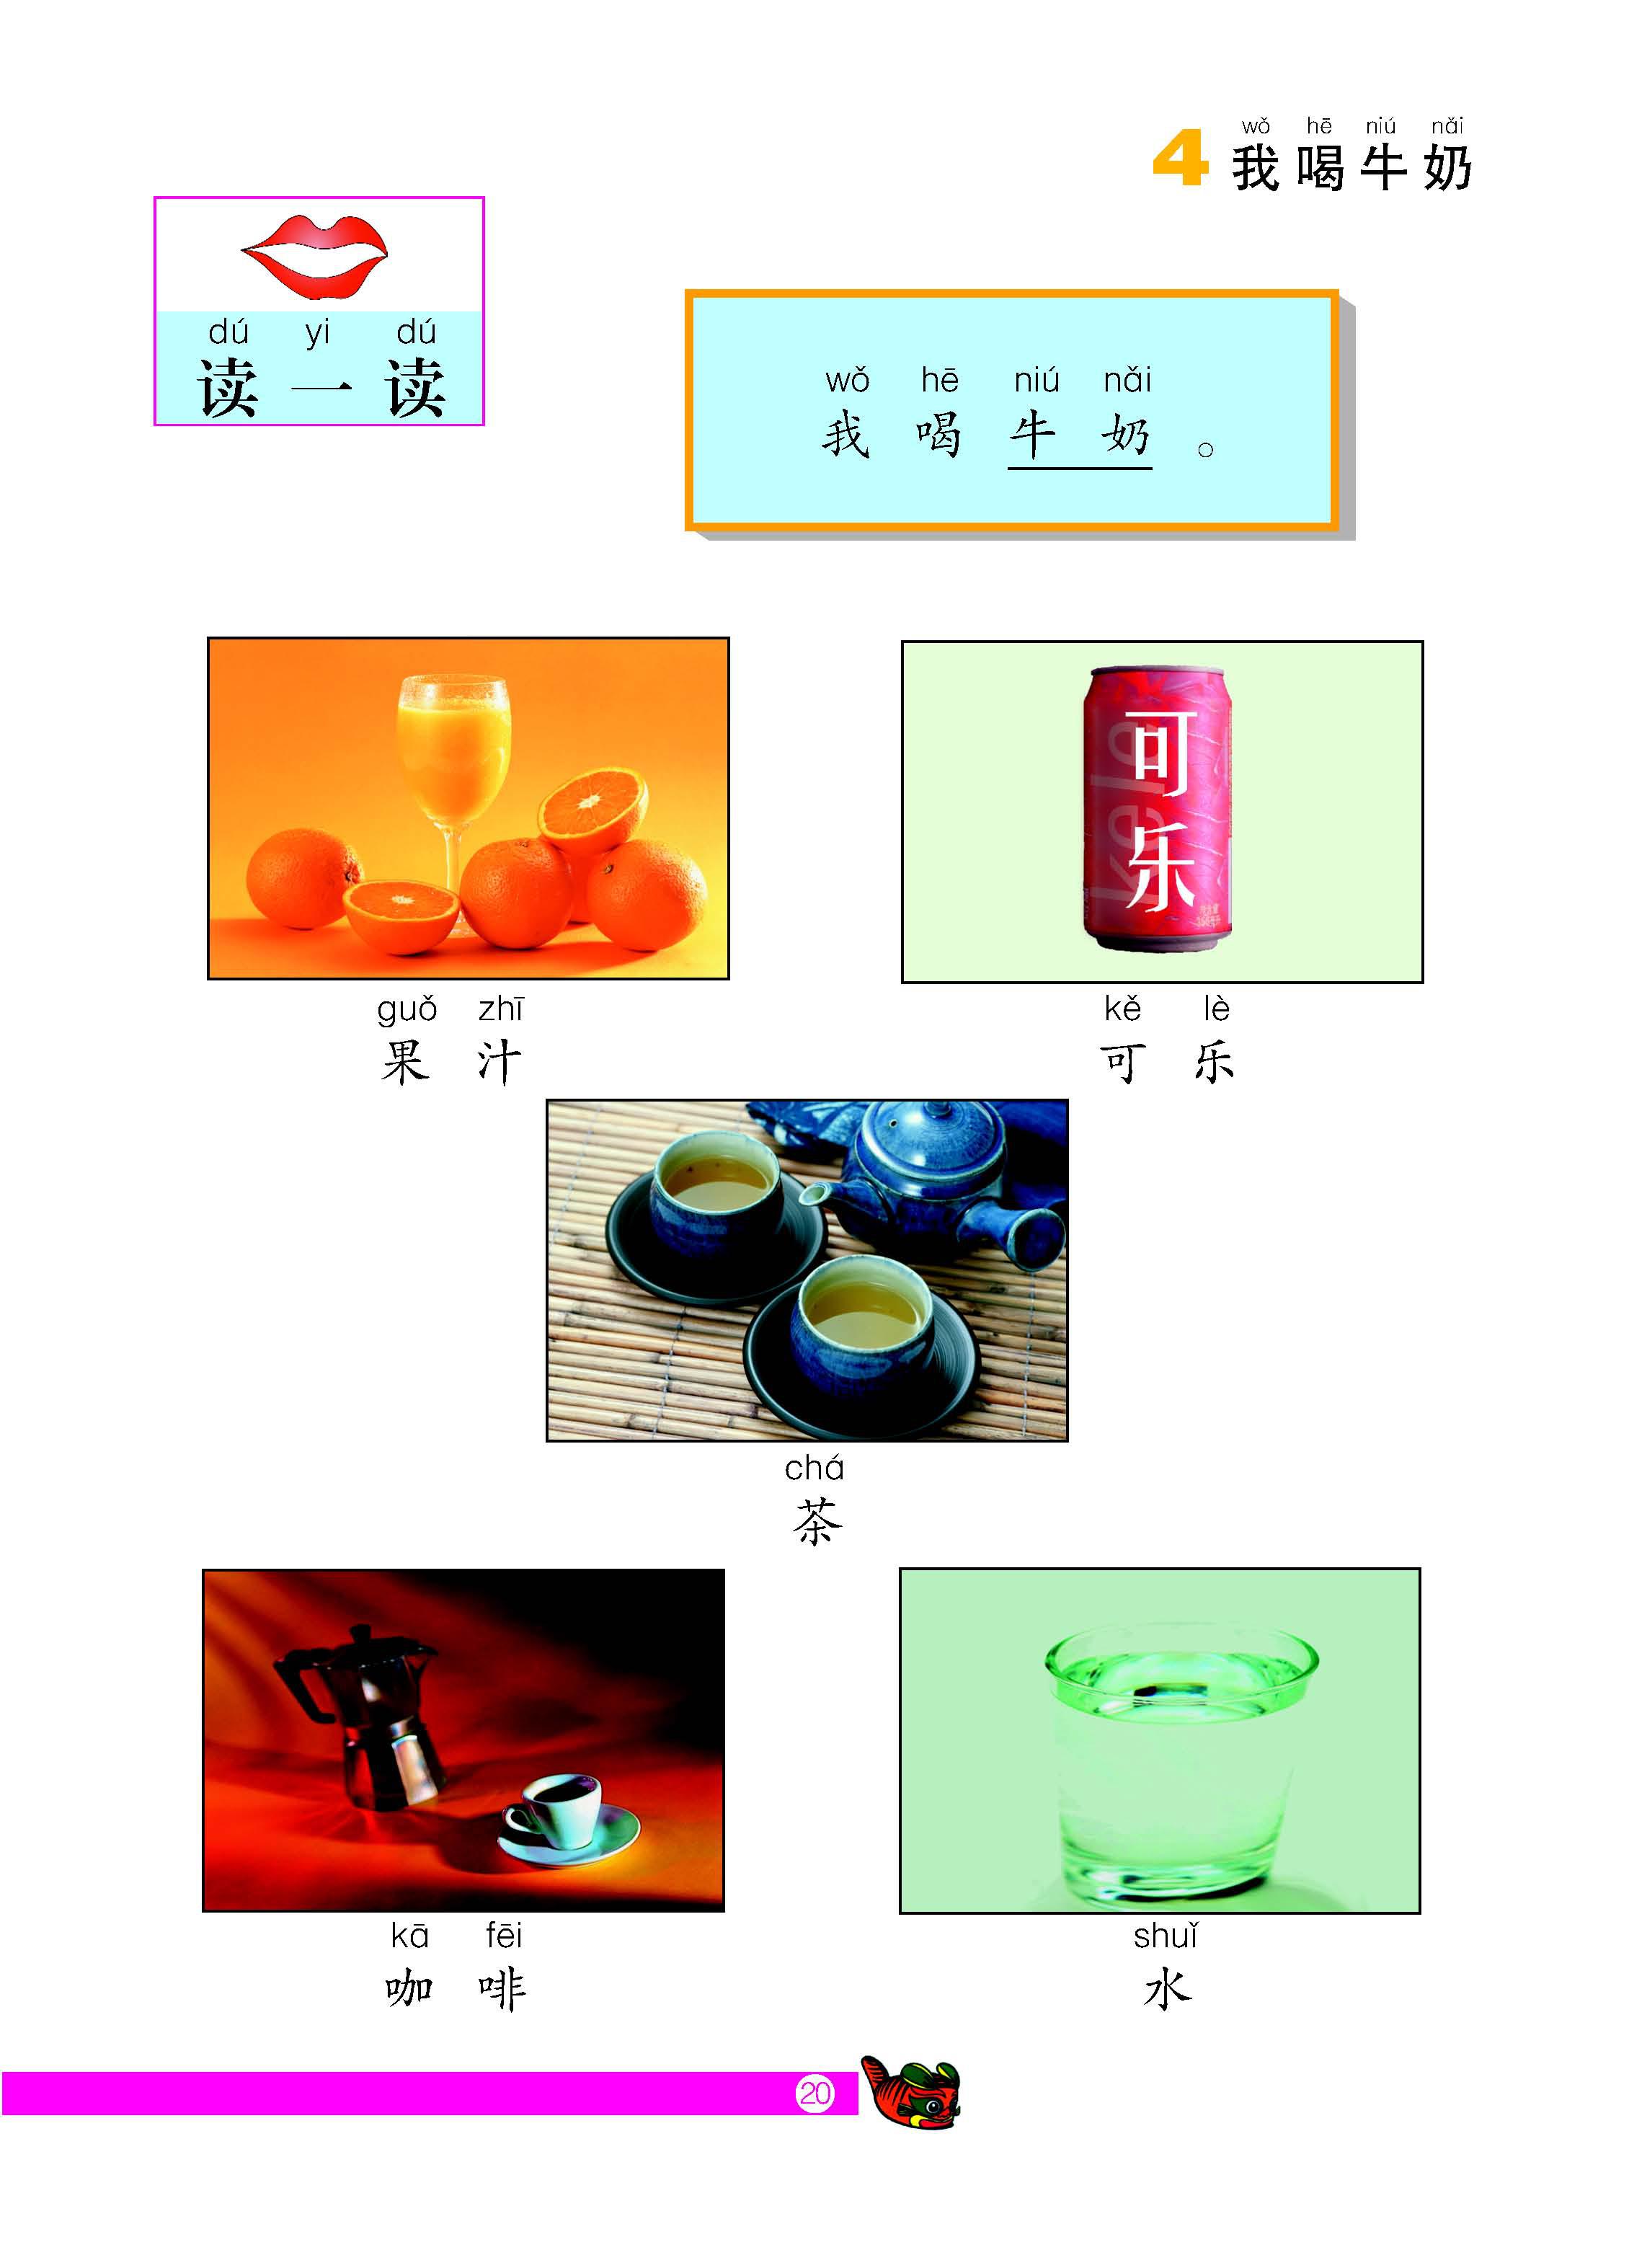 wǒ hē niú nǎi
4 我喝牛奶
dú yi dú
读一读
wǒ hē niú nǎi
我喝牛奶。
kele
可乐
guǒ zhī
果汁
kě lè
可乐
chá
茶
kā fēi
咖啡
shuǐ
水
20